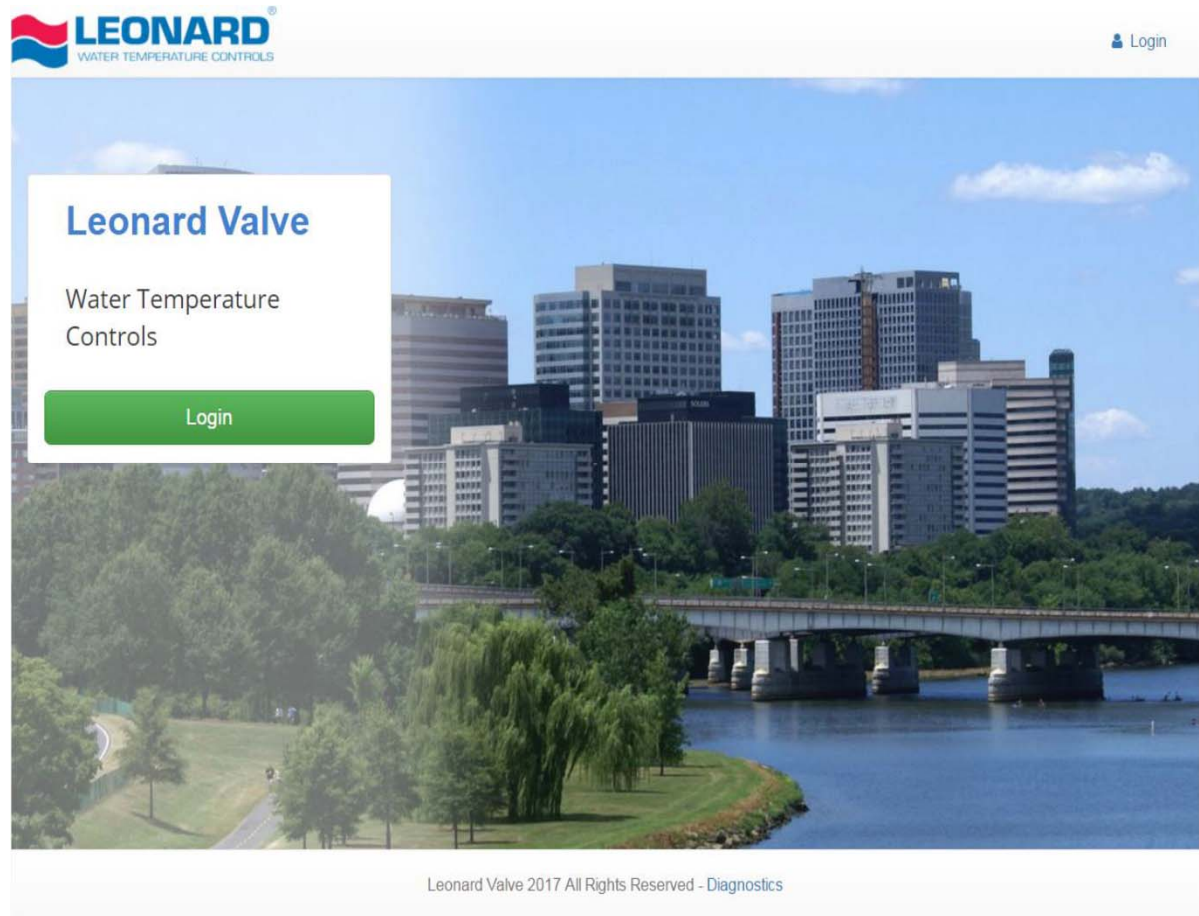 LEONARD®
WATER TEMPERATURE CONTROLS
Login
Leonard Valve
Water Temperature
Controls
Login
Leonard Valve 2017 All Rights Reserved - Diagnostics